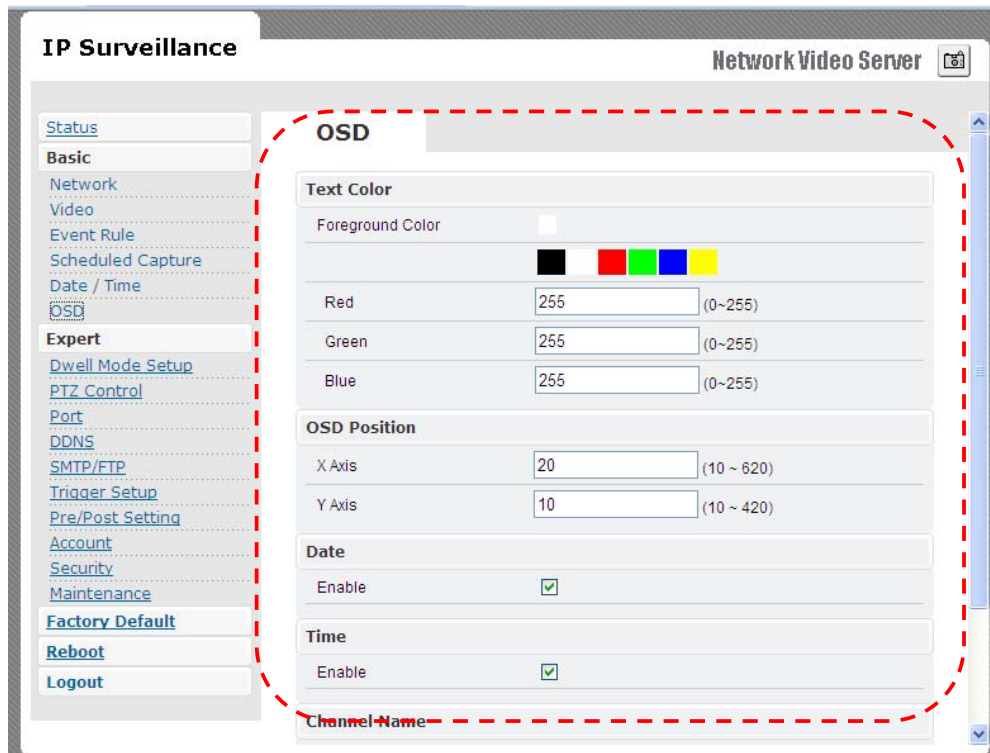 IP Surveillance
Network Video Server
Status
Basic
Network
Video
Event Rule
Scheduled Capture
Date / Time
OSD
Expert
Dwell Mode Setup
PTZ Control
Port
DDNS
SMTP/FTP
Trigger Setup
Pre/Post Setting
Account
Security
Maintenance
Factory Default
Reboot
Logout
OSD
Text Color
Foreground Color
Red 255 (0~255)
Green 255 (0~255)
Blue 255 (0~255)
OSD Position
X Axis 20 (10 ~ 620)
Y Axis 10 (10 ~ 420)
Date
Enable
Time
Enable
Channel Name